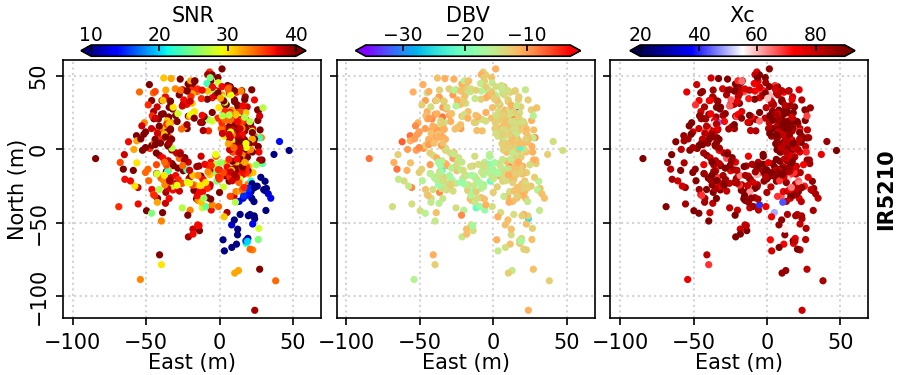 SNR DBV Xc
10 20 30 40 −30 −20 −10 20 40 60 80
50
0
−50
−100
North (m)
−100 −50 0 50 −100 −50 0 50 −100 −50 0 50
East (m) East (m) East (m)
IR5210